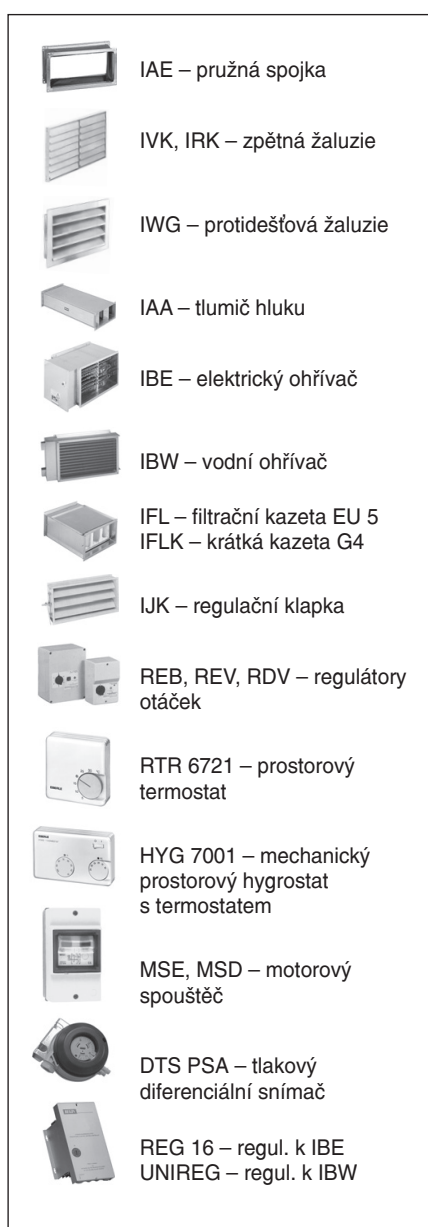 IAE – pružná spojka
IVK, IRK – zpětná žaluzie
IWG – protidešťová žaluzie
IAA – tlumič hluku
IBE – elektrický ohřívač
IBW – vodní ohřívač
IFL – filtrační kazeta EU 5
IFLK – krátká kazeta G4
IJK – regulační klapka
REB, REV, RDV – regulátory
otáček
RTR 6721 – prostorový
termostat
HYG 7001 – mechanický
prostorový hygrostat
s termostatem
MSE, MSD – motorový
spouštěč
DTS PSA – tlakový
diferenciální snímač
REG 16 – regul. k IBE
UNIREG – regul. k IBW